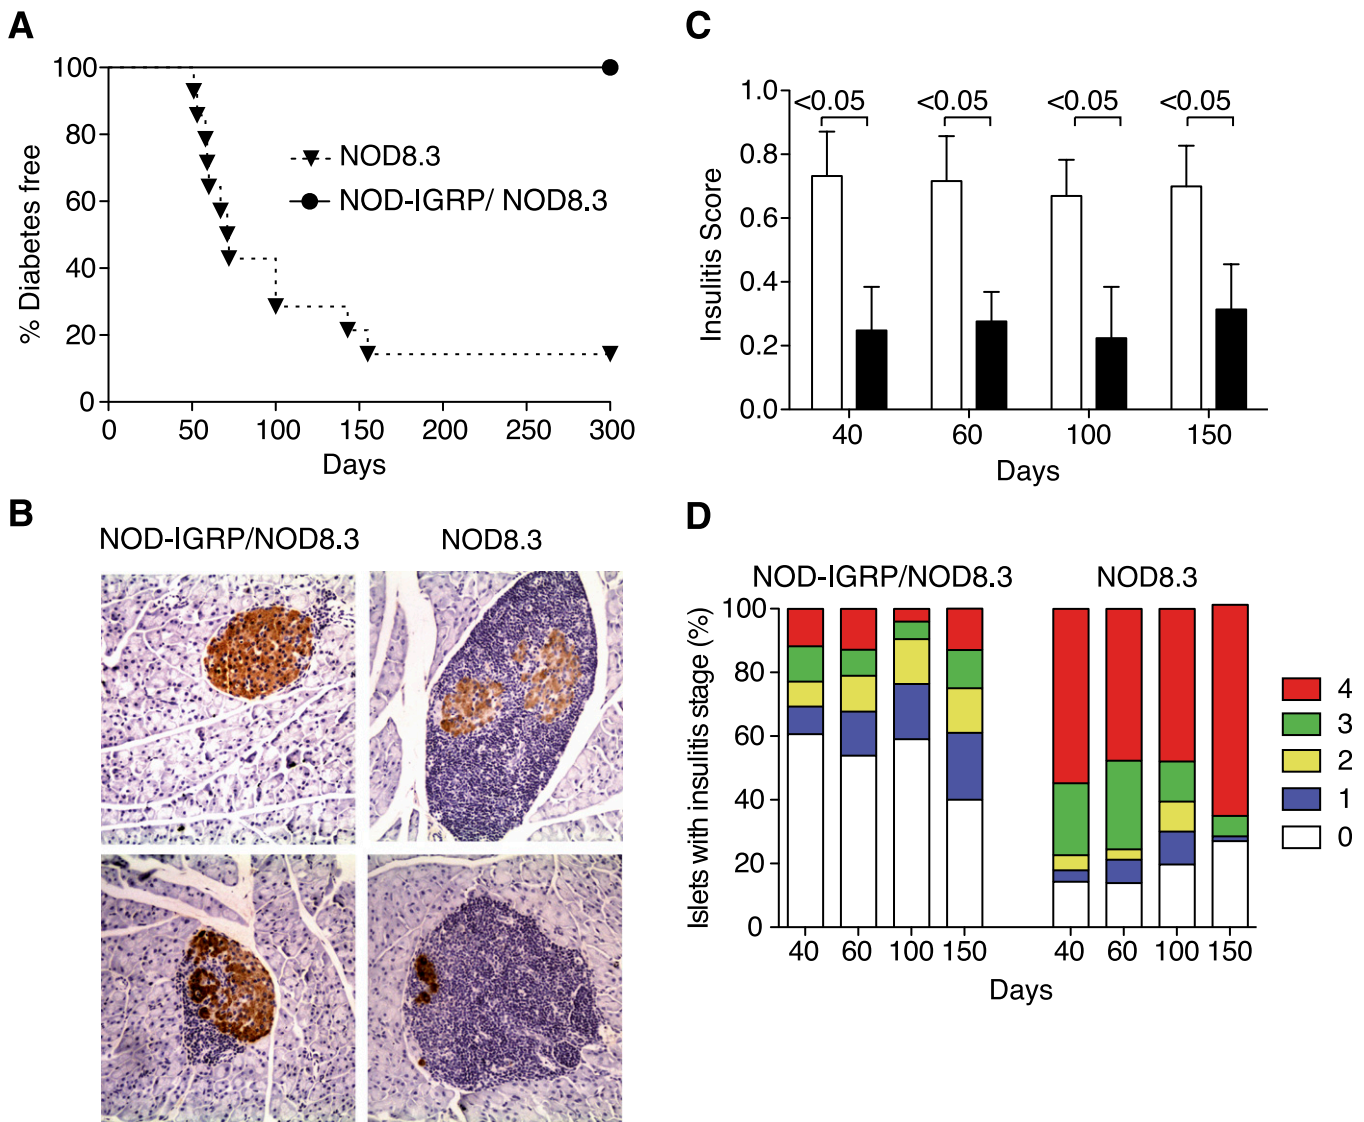 A
100
80
60
40
20
0
% Diabetes free
NOD8.3
NOD-IGRP/ NOD8.3
0 50 100 150 200 250 300
Days
C
1.0
0.8
0.6
0.4
0.2
0.0
Insulitis Score
<0.05 <0.05 <0.05 <0.05
40 60 100 150
Days
B
NOD-IGRP/NOD8.3 NOD8.3
D
NOD-IGRP/NOD8.3 NOD8.3
100
80
60
40
20
0
Islets with insulitis stage (%)
40 60 100 150 40 60 100 150
Days
4
3
2
1
0